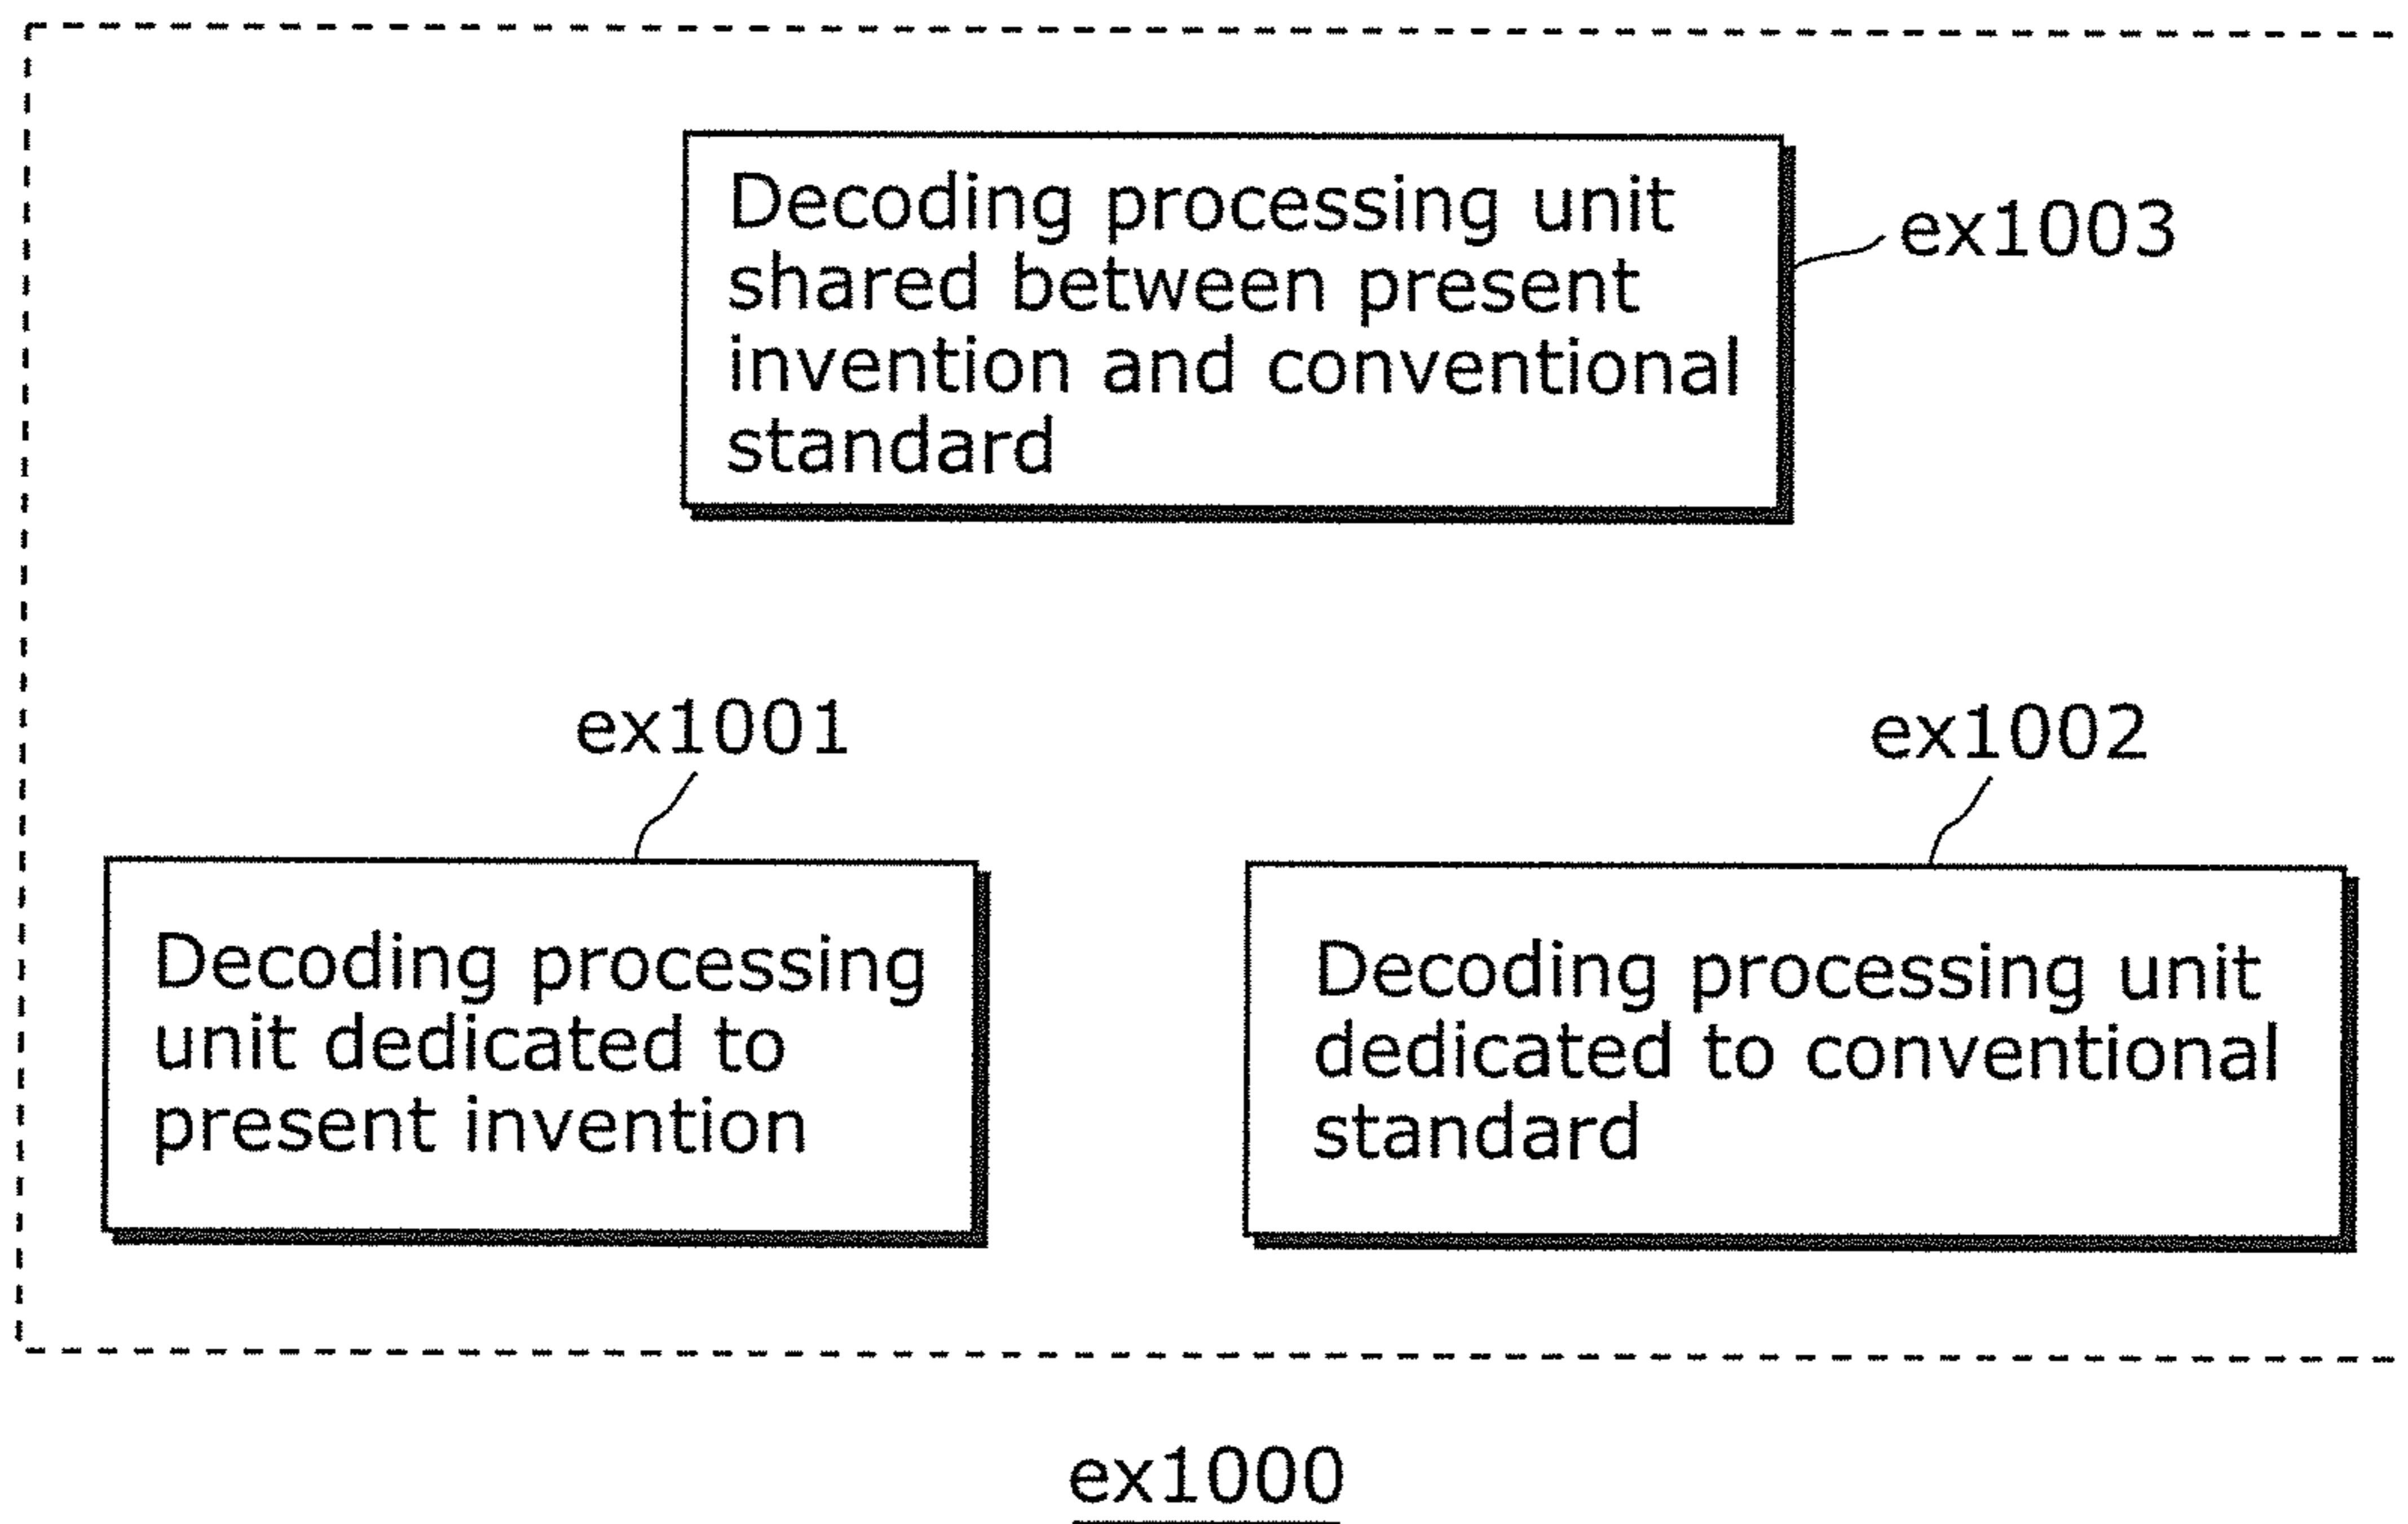 Decoding processing unit
shared between present
invention and conventional
standard
ex1003
ex1001
ex1002
Decoding processing
unit dedicated to
present invention
Decoding processing unit
dedicated to conventional
standard
ex1000